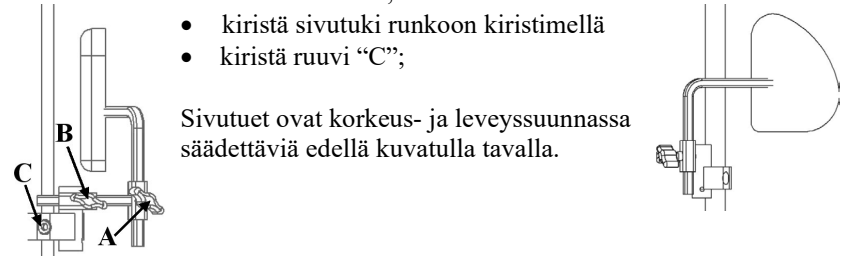 • kiristä sivutuki runkoon kiristimellä
• kiristä ruuvi “C”;
Sivutuet ovat korkeus- ja leveyssuunnassa
säädettäviä edellä kuvatulla tavalla.
B
C
A